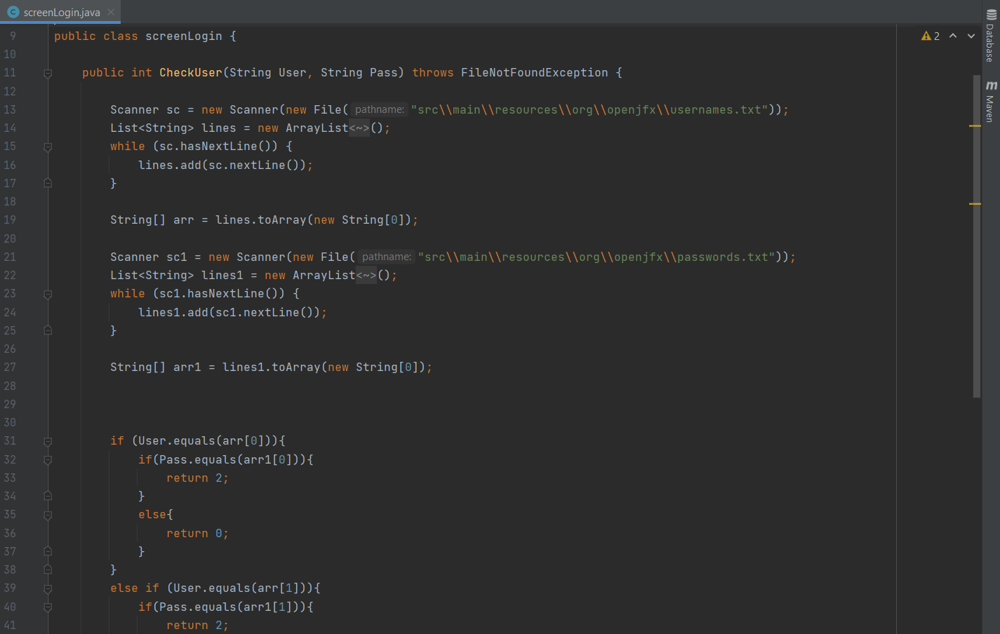 screenLogin.java
9 public class screenLogin {
10
11 public int CheckUser(String User, String Pass) throws FileNotFoundException {
12
13 Scanner sc = new Scanner(new File( pathname: "src\\main\\resources\\org\\openjfx\\usernames.txt"));
14 List<String> lines = new ArrayList<~>();
15 while (sc.hasNextLine()) {
16 lines.add(sc.nextLine());
17 }
18
19 String[] arr = lines.toArray(new String[0]);
20
21 Scanner sc1 = new Scanner(new File( pathname: "src\\main\\resources\\org\\openjfx\\passwords.txt"));
22 List<String> lines1 = new ArrayList<~>();
23 while (sc1.hasNextLine()) {
24 lines1.add(sc1.nextLine());
25 }
26
27 String[] arr1 = lines1.toArray(new String[0]);
28
29
30
31 if (User.equals(arr[0])){
32 if(Pass.equals(arr1[0])){
33 return 2;
34 }
35 else{
36 return 0;
37 }
38 }
39 else if (User.equals(arr[1])){
40 if(Pass.equals(arr1[1])){
41 return 2;
2
Database
m Maven